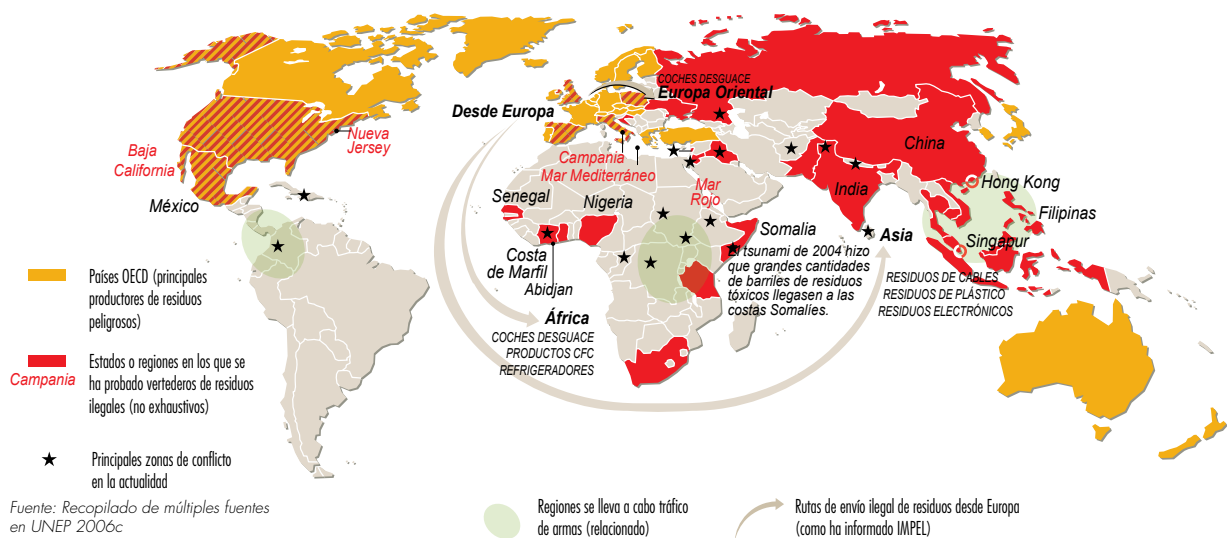 COCHES DESGUACE
Europa Oriental
Desde Europa
Nueva
Jersey
China
Baja
California
Campania
Mar Mediterráneo
Mar
Rojo
India
Hong Kong
México
Senegal
Nigeria
Filipinas
Somalia
Asia
Singapur
Costa
de Marfil
Abidjan
El tsunami de 2004 hizo
que grandes cantidades
de barriles de residuos
tóxicos llegasen a las
costas Somalíes.
RESIDUOS DE CABLES
RESIDUOS DE PLÁSTICO
RESIDUOS ELECTRÓNICOS
África
COCHES DESGUACE
PRODUCTOS CFC
REFRIGERADORES
Países OECD (principales
productores de residuos
peligrosos)
Campania
Estados o regiones en los que se
ha probado vertederos de residuos
ilegales (no exhaustivos)
Principales zonas de conflicto
en la actualidad
Fuente: Recopilado de múltiples fuentes
en UNEP 2006c
Regiones se lleva a cabo tráfico
de armas (relacionado)
Rutas de envío ilegal de residuos desde Europa
(como ha informado IMPEL)